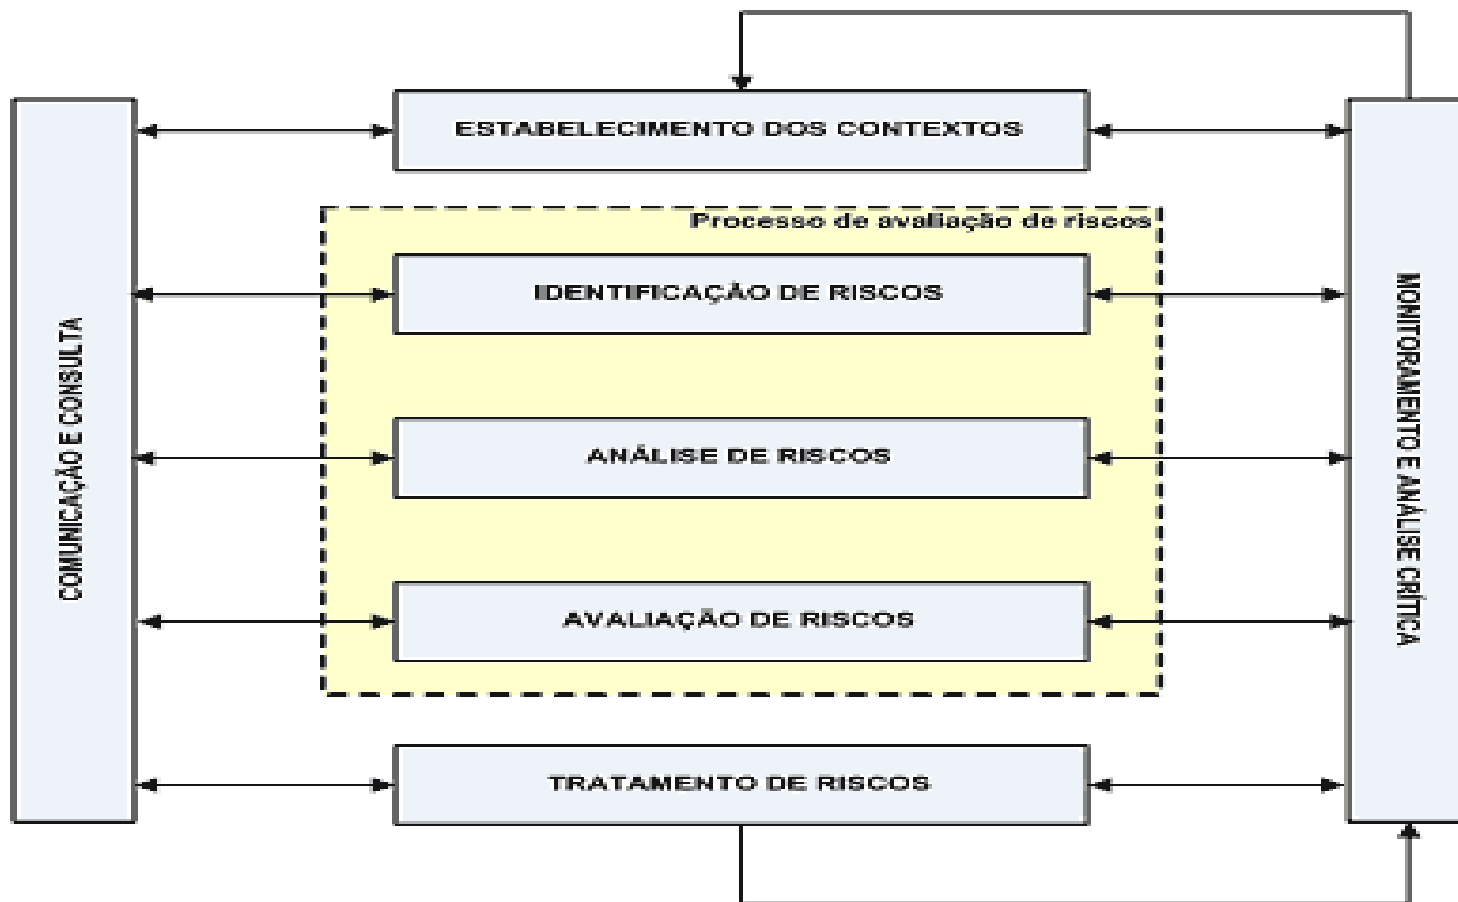 ESTABELECIMENTO DOS CONTEXTOS
Processo de avaliação de riscos
IDENTIFICAÇÃO DE RISCOS
ANÁLISE DE RISCOS
AVALIAÇÃO DE RISCOS
TRATAMENTO DE RISCOS
COMUNICAÇÃO E CONSULTA
MONITORAMENTO E ANÁLISE CRÍTICA